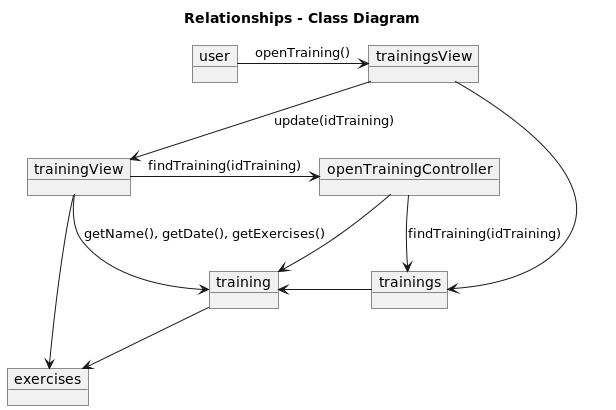 Relationships - Class Diagram
user
openTraining()
trainingsView
update(idTraining)
trainingView
findTraining(idTraining)
openTrainingController
getName(), getDate(), getExercises()
findTraining(idTraining)
training
trainings
exercises